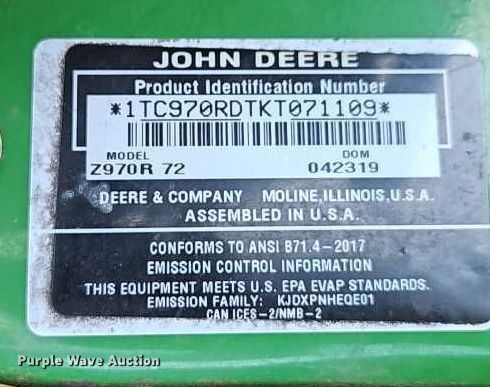 JOHN DEERE
Product Identification Number
*1TC970RDTKT071109*
MODEL DOM
Z970R 72 042319
DEERE & COMPANY MOLINE,ILLINOIS,U.S.A.
ASSEMBLED IN U.S.A.
CONFORMS TO ANSI B71.4-2017
EMISSION CONTROL INFORMATION
THIS EQUIPMENT MEETS U.S. EPA EVAP STANDARDS.
EMISSION FAMILY: KJDXPNHEQE01
CAN ICES-2/NMB-2
Purple Wave Auction